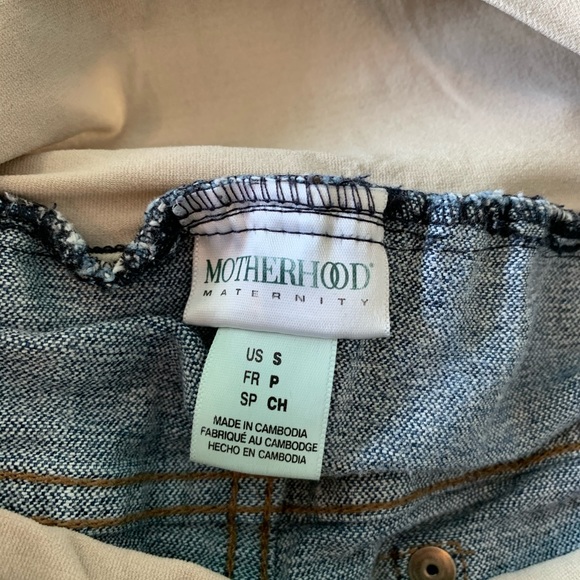 MOTHERHOOD®
MATERNITY
US S
FR P
SP CH
MADE IN CAMBODIA
FABRIQUÉ AU CAMBODGE
HECHO EN CAMBODIA